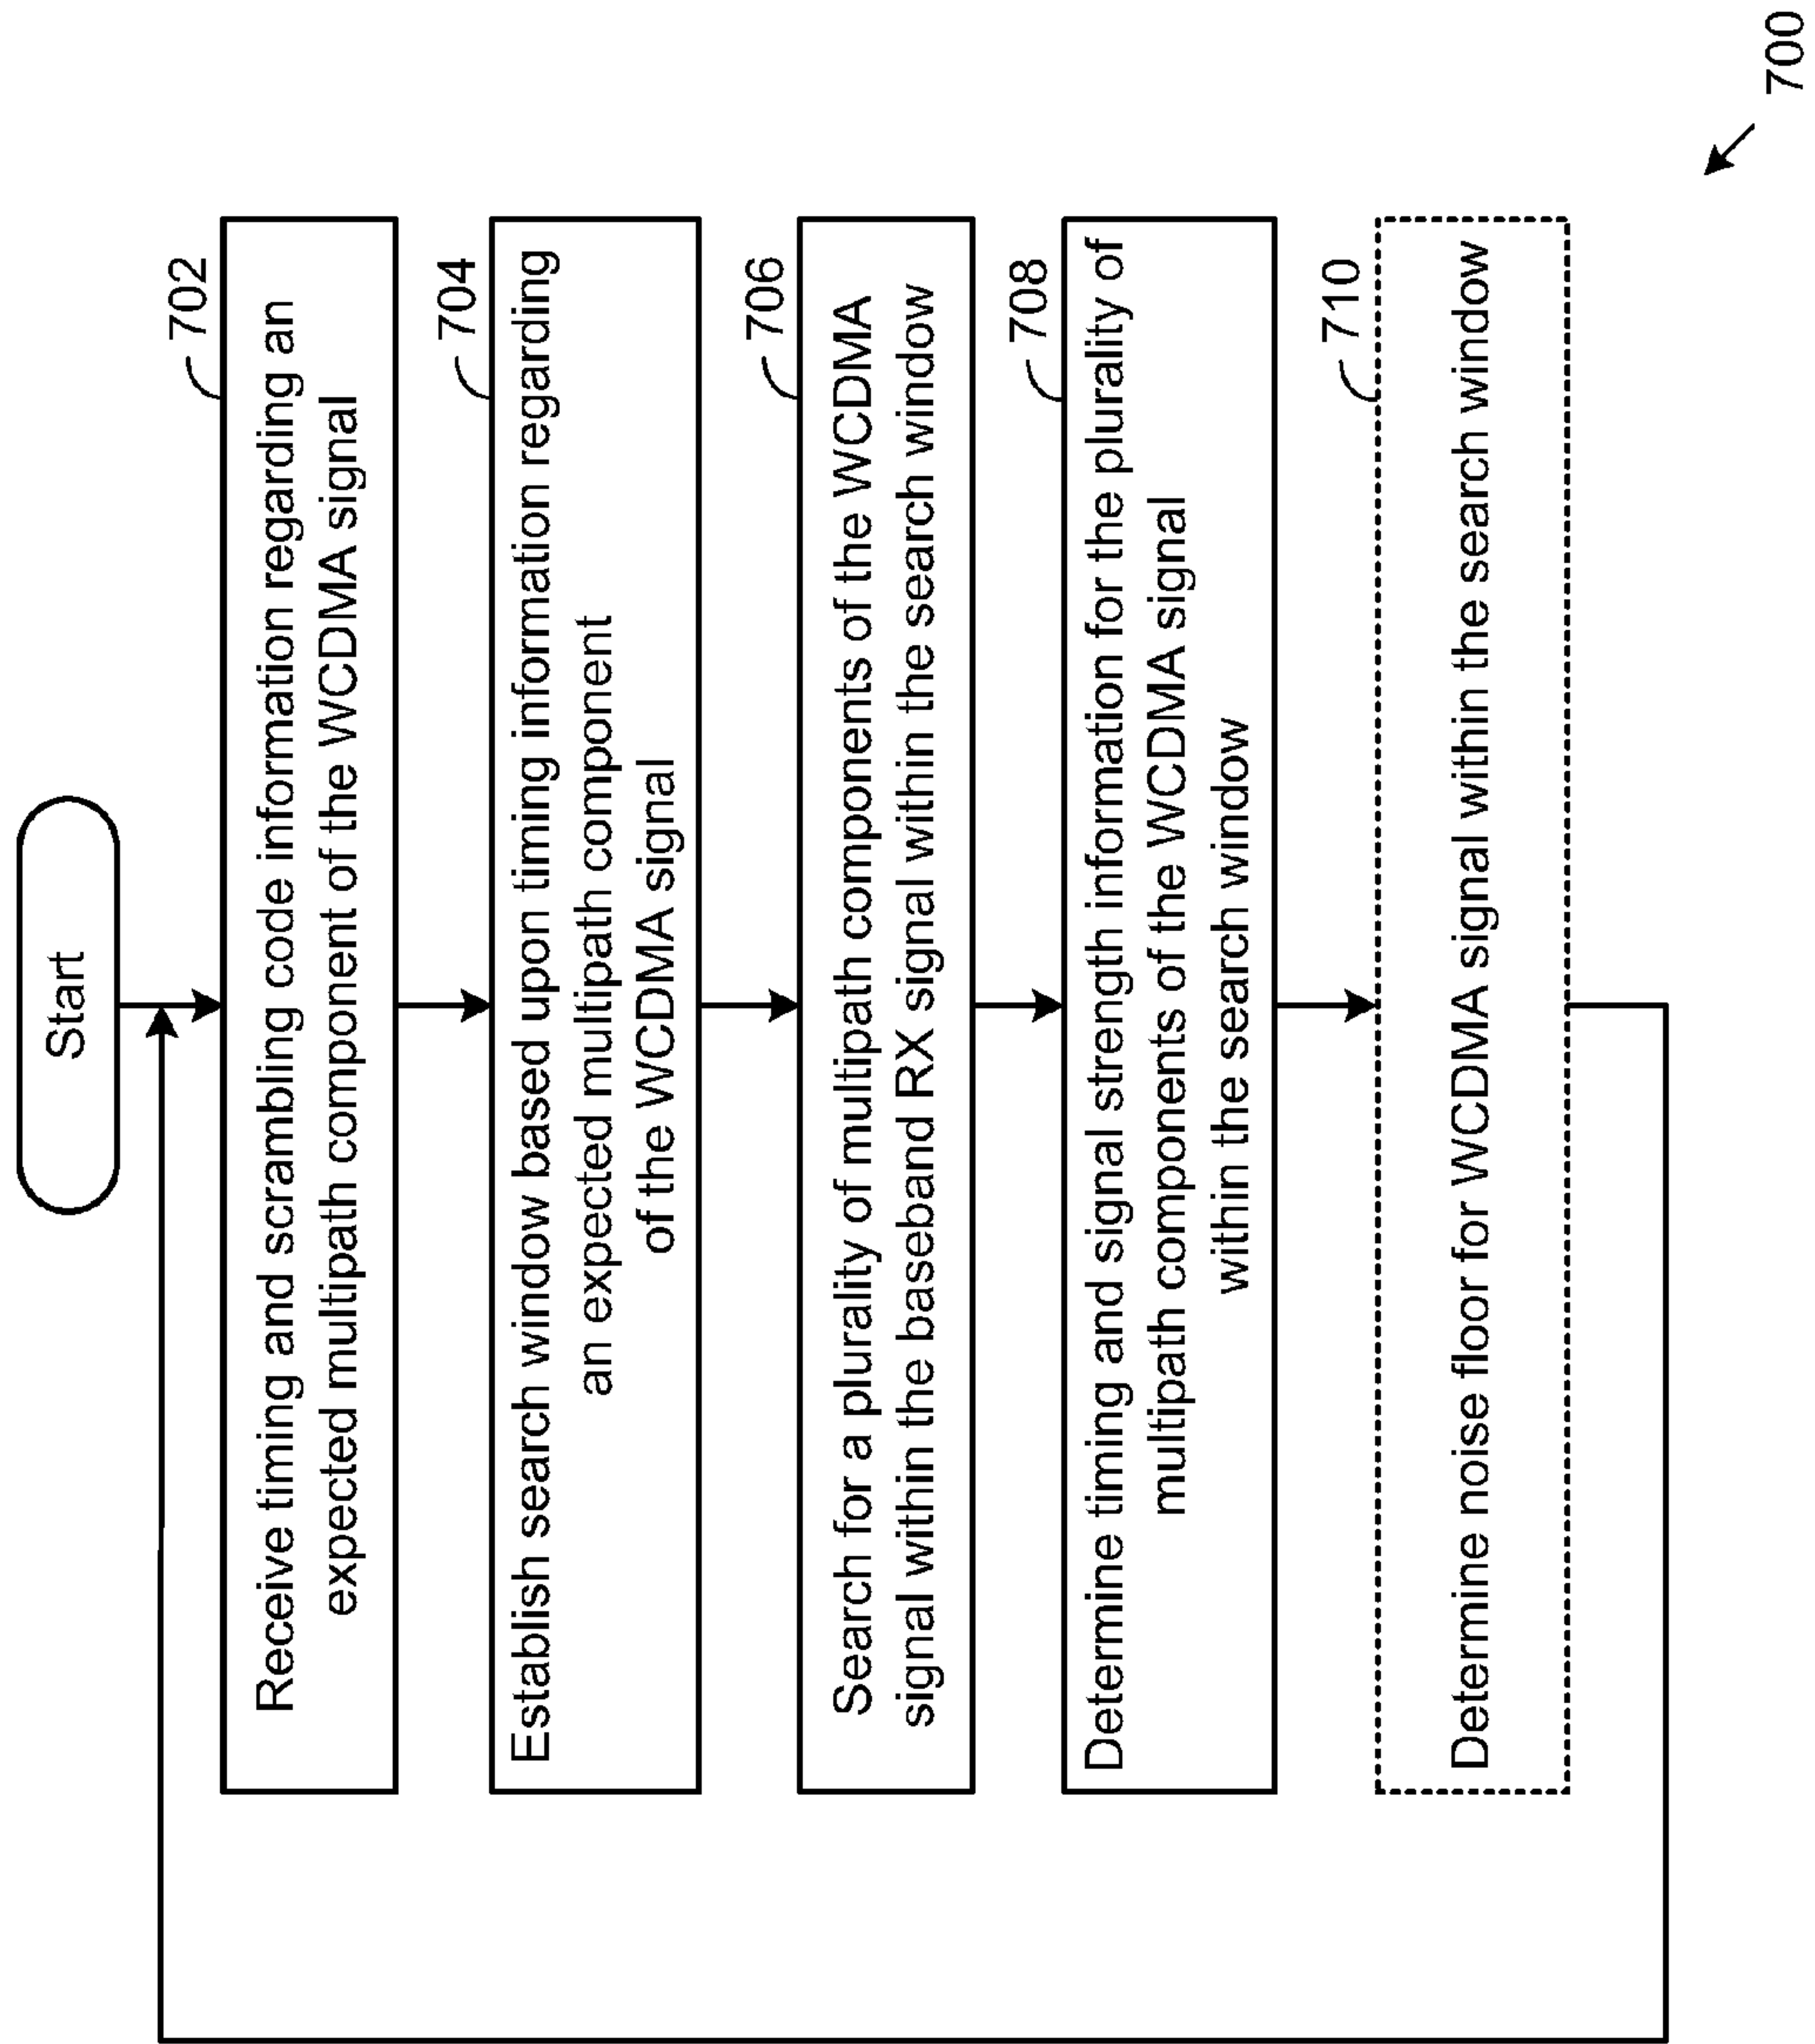 Start
702
Receive timing and scrambling code information regarding an
expected multipath component of the WCDMA signal
704
Establish search window based upon timing information regarding
an expected multipath component
of the WCDMA signal
706
Search for a plurality of multipath components of the WCDMA
signal within the baseband RX signal within the search window
708
Determine timing and signal strength information for the plurality of
multipath components of the WCDMA signal
within the search window
710
Determine noise floor for WCDMA signal within the search window
700